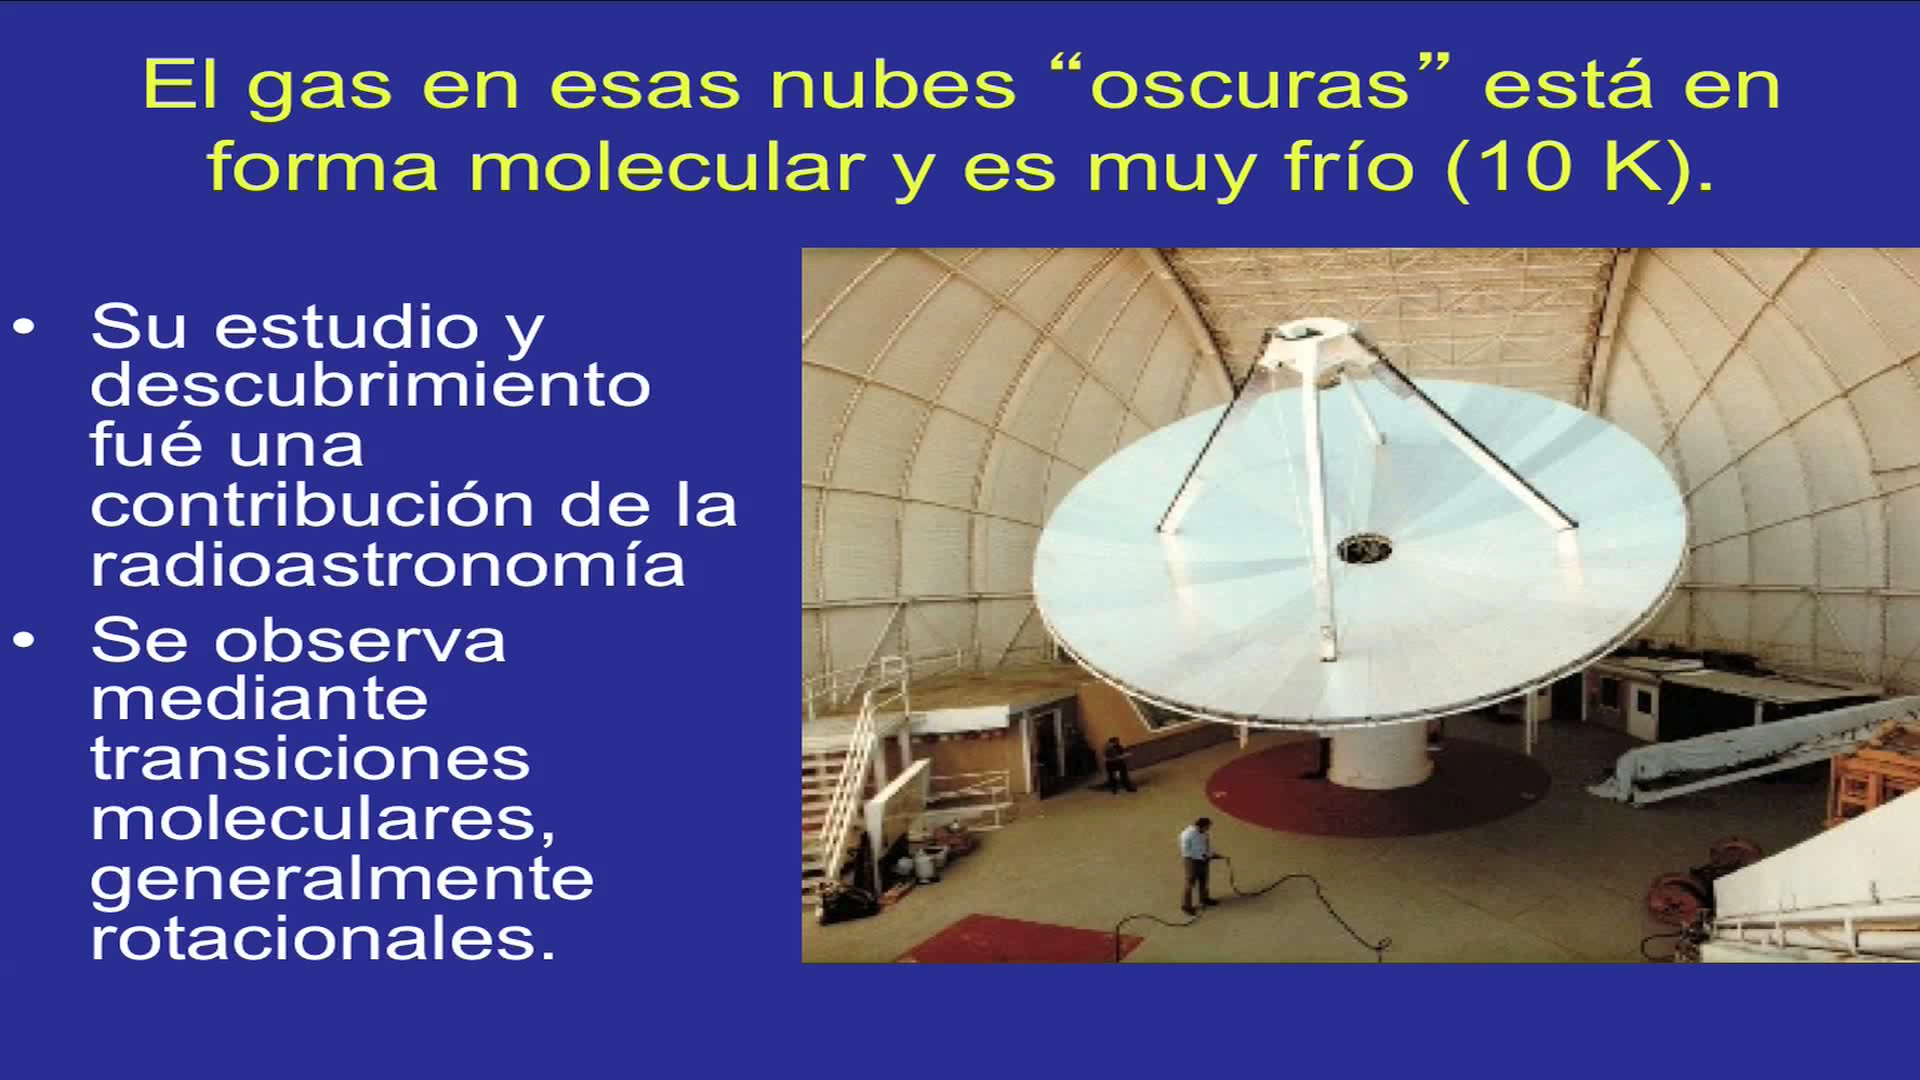 El gas en esas nubes “oscuras” está en
forma molecular y es muy frío (10 K).
• Su estudio y
descubrimiento
fué una
contribución de la
radioastronomía
• Se observa
mediante
transiciones
moleculares,
generalmente
rotacionales.